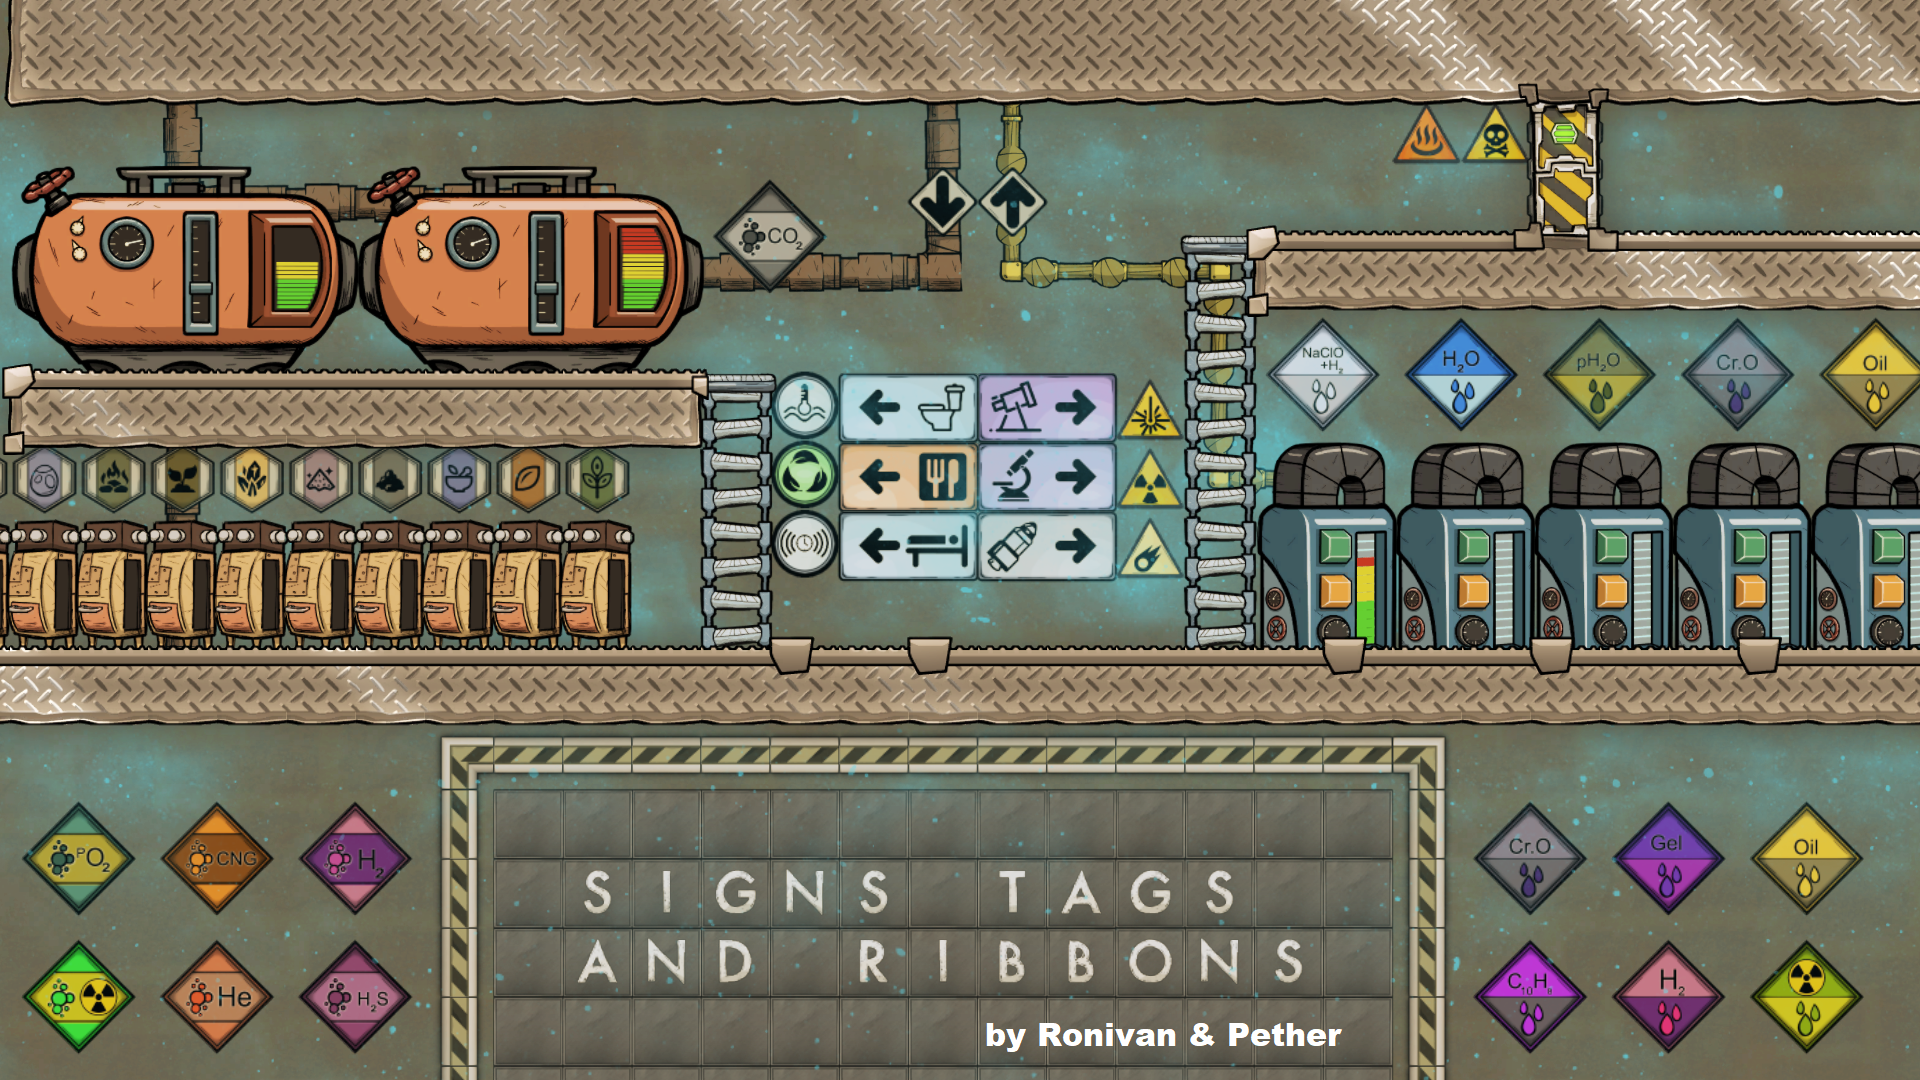 CO₂
NaClO
+H₂
H₂O
pH₂O
Cr.O
Oil
PO₂
CNG
H₂
Cr.O
Gel
Oil
SIGNS TAGS
AND RIBBONS
He
H₂S
C₁₀H₈
H₂
by Ronivan & Pether